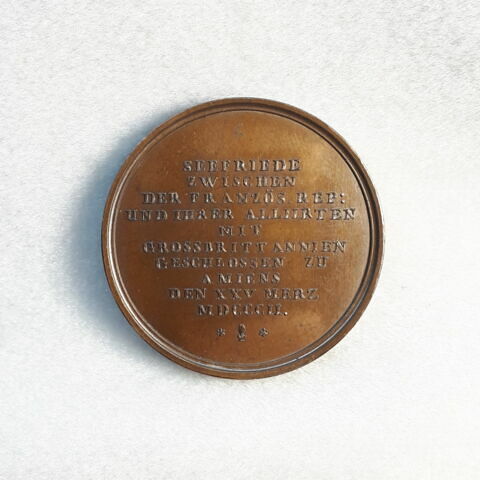 SEEFRIEDE
ZWISCHEN
DER FRANZÖS REP:
UND IHRER ALLIIRTEN
MIT
GROSSBRITTANNIEN
GESCHLOSSEN ZU
AMIENS
DEN XXV MERZ
MDCCCII.